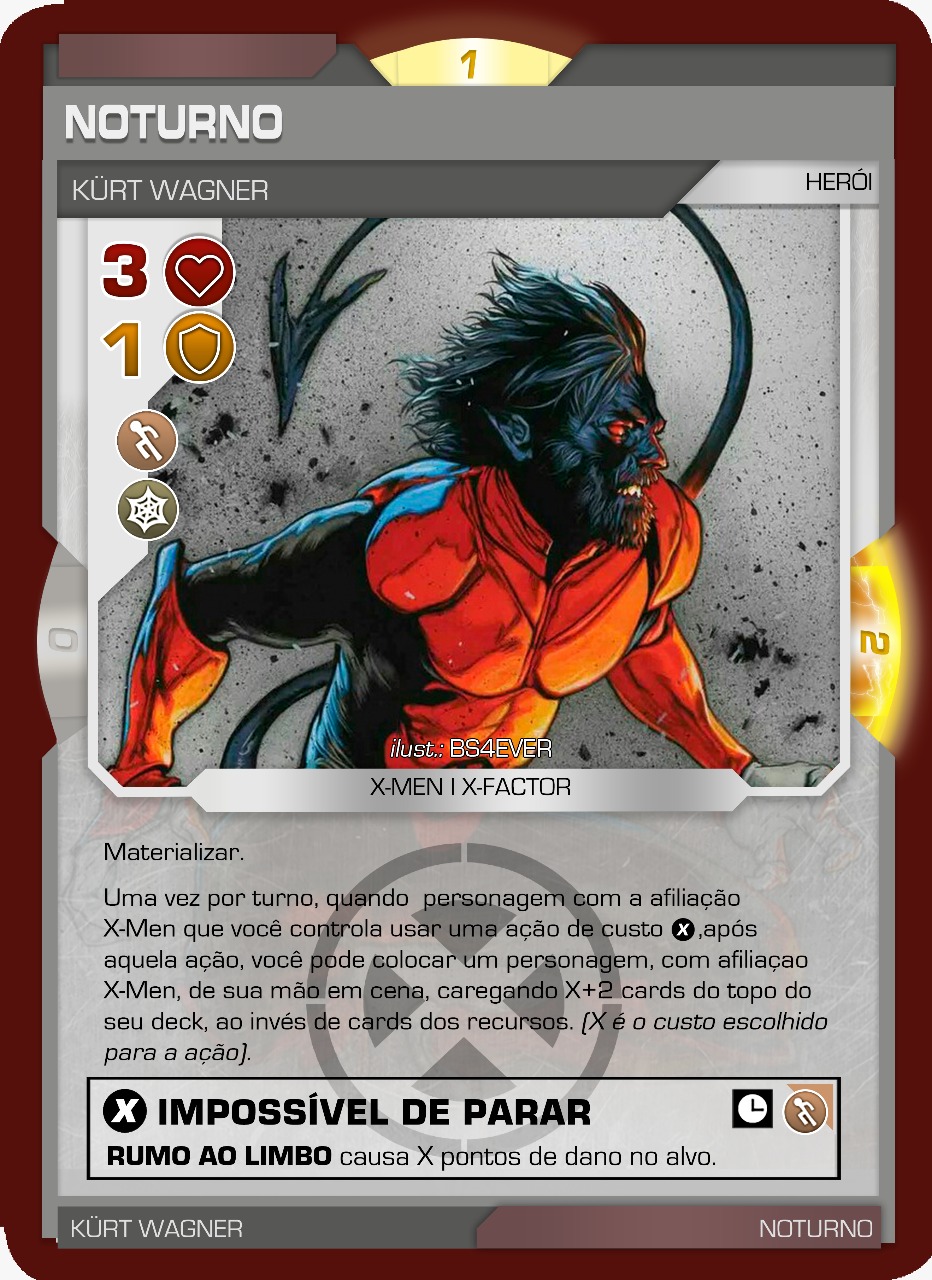 1
NOTURNO
KÜRT WAGNER
HERÓI
3
1
0
2
ilust.: BS4EVER
X-MEN | X-FACTOR
Materializar.
Uma vez por turno, quando  personagem com a afiliação
X-Men que você controla usar uma ação de custo X,após
aquela ação, você pode colocar um personagem, com afiliaçao
X-Men, de sua mão em cena, caregando X+2 cards do topo do
seu deck, ao invés de cards dos recursos. (X é o custo escolhido
para a ação).
X IMPOSSÍVEL DE PARAR
RUMO AO LIMBO causa X pontos de dano no alvo.
KÜRT WAGNER
NOTURNO